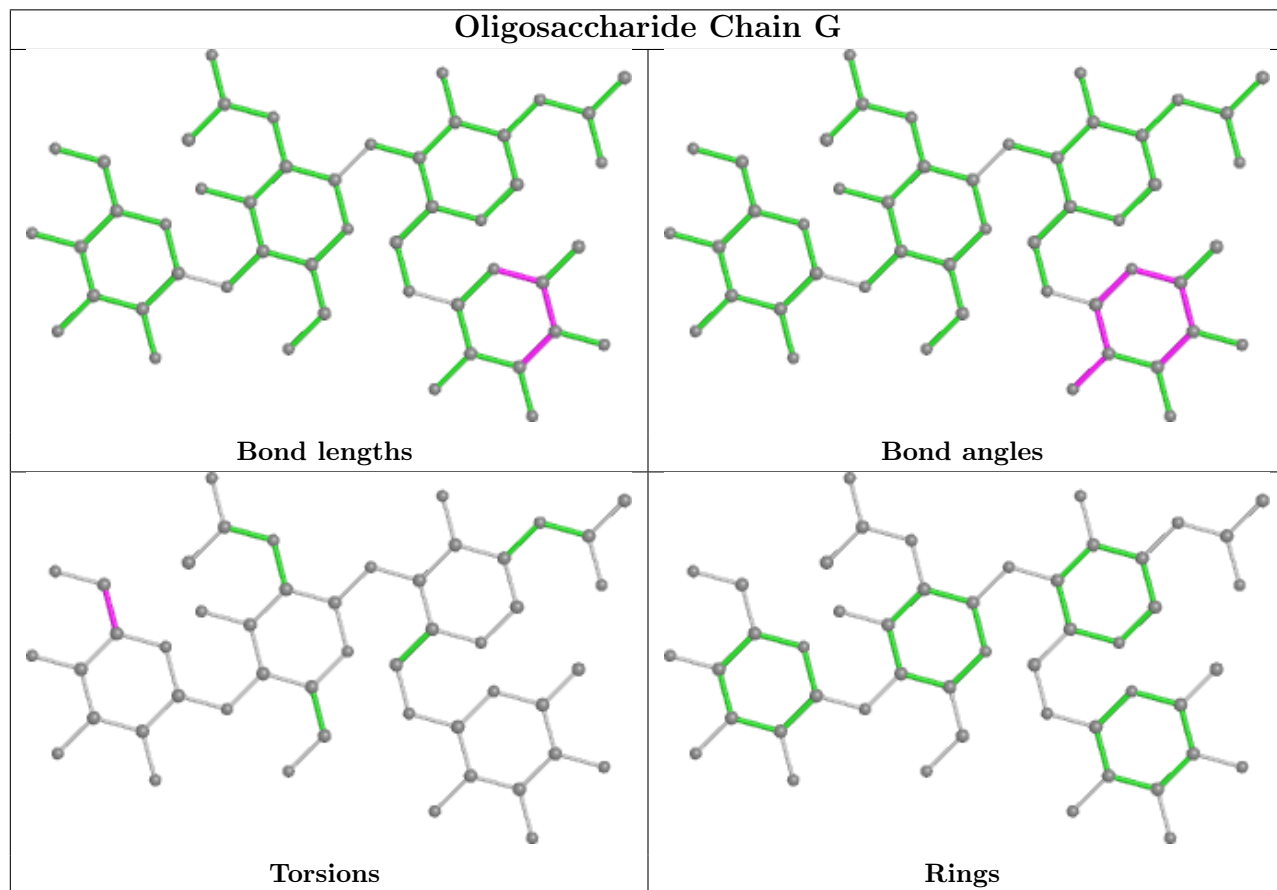 Oligosaccharide Chain G
Bond lengths
Bond angles
Torsions
Rings